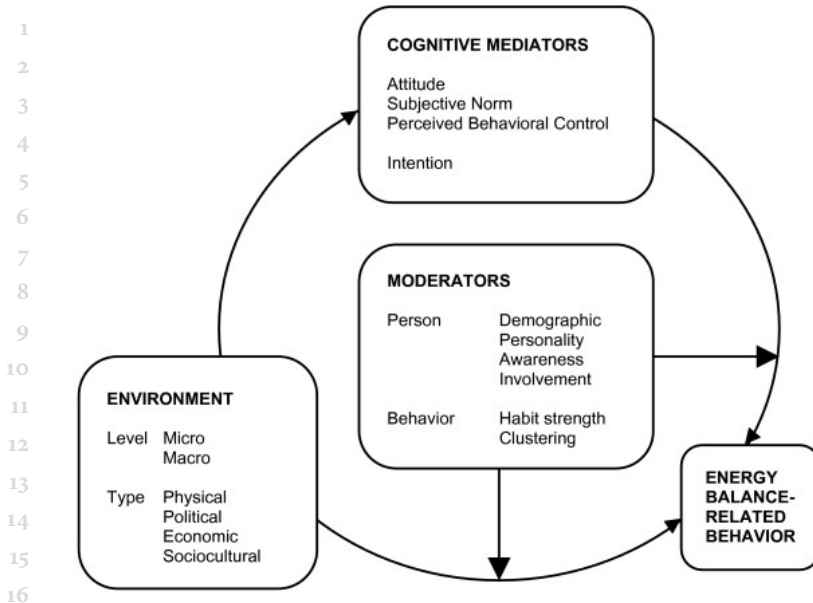 1
2
3
4
5
6
7
8
9
10
11
12
13
14
15
16
COGNITIVE MEDIATORS
Attitude
Subjective Norm
Perceived Behavioral Control
Intention
MODERATORS
Person Demographic
Personality
Awareness
Involvement
Behavior Habit strength
Clustering
ENVIRONMENT
Level Micro
Macro
Type Physical
Political
Economic
Sociocultural
ENERGY
BALANCE-
RELATED
BEHAVIOR